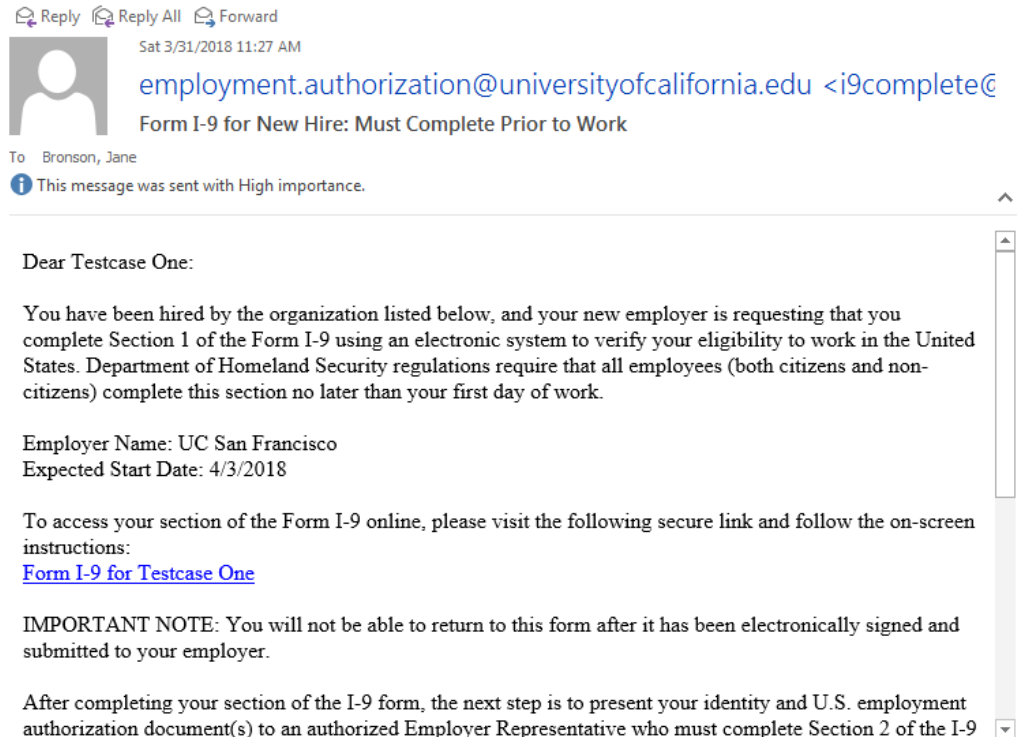 Reply Reply All Forward
Sat 3/31/2018 11:27 AM
employment.authorization@universityofcalifornia.edu <i9complete@
Form I-9 for New Hire: Must Complete Prior to Work
To Bronson, Jane
This message was sent with High importance.
Dear Testcase One:
You have been hired by the organization listed below, and your new employer is requesting that you
complete Section 1 of the Form I-9 using an electronic system to verify your eligibility to work in the United
States. Department of Homeland Security regulations require that all employees (both citizens and non-
citizens) complete this section no later than your first day of work.
Employer Name: UC San Francisco
Expected Start Date: 4/3/2018
To access your section of the Form I-9 online, please visit the following secure link and follow the on-screen
instructions:
Form I-9 for Testcase One
IMPORTANT NOTE: You will not be able to return to this form after it has been electronically signed and
submitted to your employer.
After completing your section of the I-9 form, the next step is to present your identity and U.S. employment
authorization document(s) to an authorized Employer Representative who must complete Section 2 of the I-9